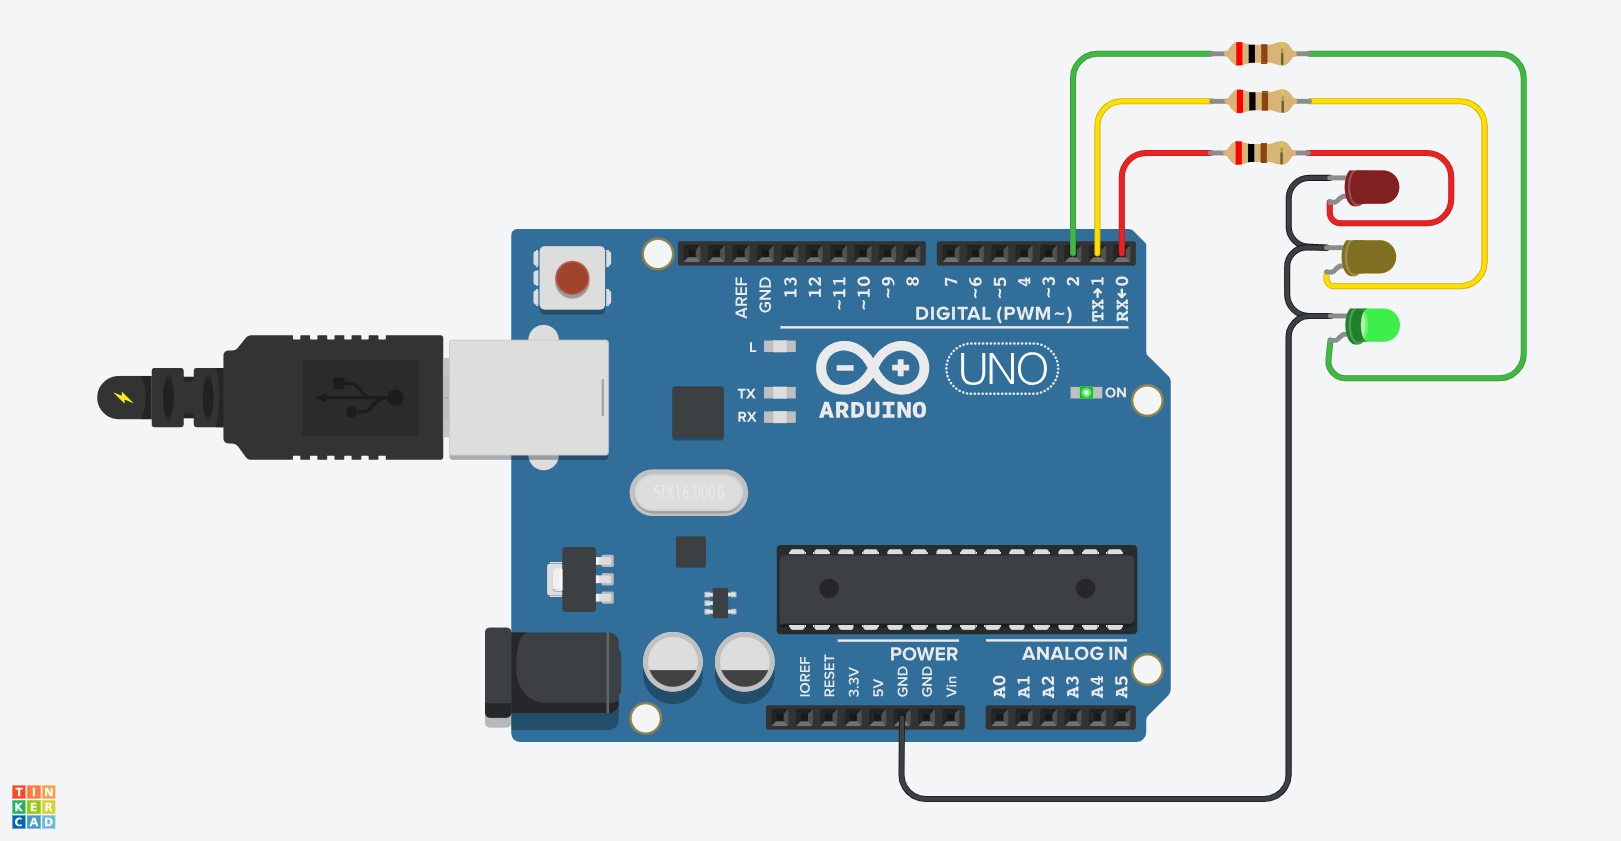 AREF
GND
13
12
~11
~10
~9
8
7
~6
~5
4
~3
2
TX→1
RX←0
DIGITAL (PWM~)
L
TX
RX
UNO
ON
ARDUINO
SPK16.000G
POWER
ANALOG IN
IOREF
RESET
3.3V
5V
GND
GND
Vin
A0
A1
A2
A3
A4
A5
TIN
KER
CAD